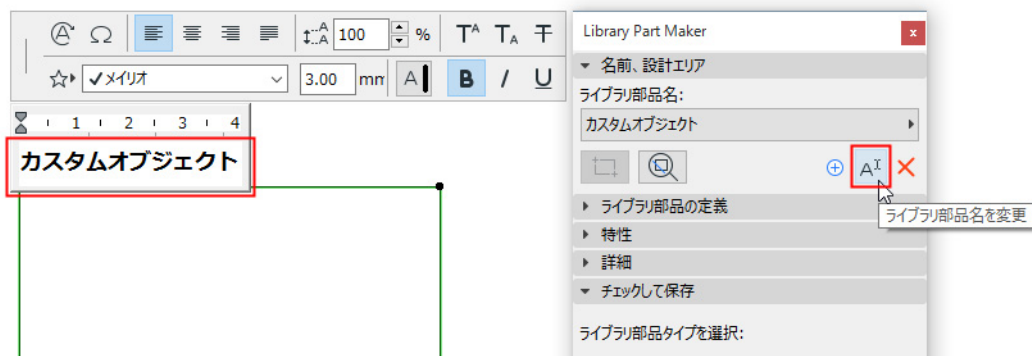 100 %
メイリオ
3.00 mm A B I U
1 2 3 4
カスタムオブジェクト
Library Part Maker
名前、設計エリア
ライブラリ部品名:
カスタムオブジェクト
ライブラリ部品名を変更
ライブラリ部品の定義
特性
詳細
チェックして保存
ライブラリ部品タイプを選択: